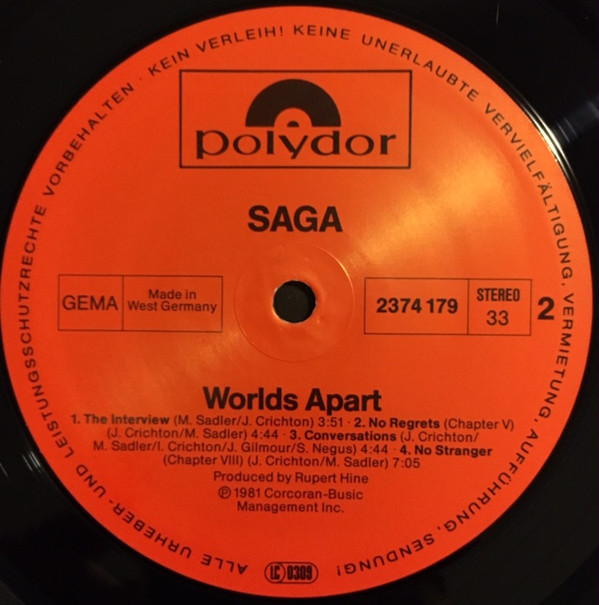 ALLE URHEBER- UND LEISTUNGSSCHUTZRECHTE VORBEHALTEN · KEIN VERLEIH! KEINE UNERLAUBTE VERVIELFÄLTIGUNG, VERMIETUNG, AUFFÜHRUNG, SENDUNG!
polydor
SAGA
GEMA
Made in
West Germany
2374 179
STEREO
33
2
Worlds Apart
1. The Interview (M. Sadler/J. Crichton) 3:51 · 2. No Regrets (Chapter V)
(J. Crichton/M. Sadler) 4:44 · 3. Conversations (J. Crichton/
M. Sadler/I. Crichton/J. Gilmour/S. Negus) 4:44 · 4. No Stranger
(Chapter VIII) (J. Crichton/M. Sadler) 7:05
Produced by Rupert Hine
℗ 1981 Corcoran-Busic
Management Inc.
LC 0309